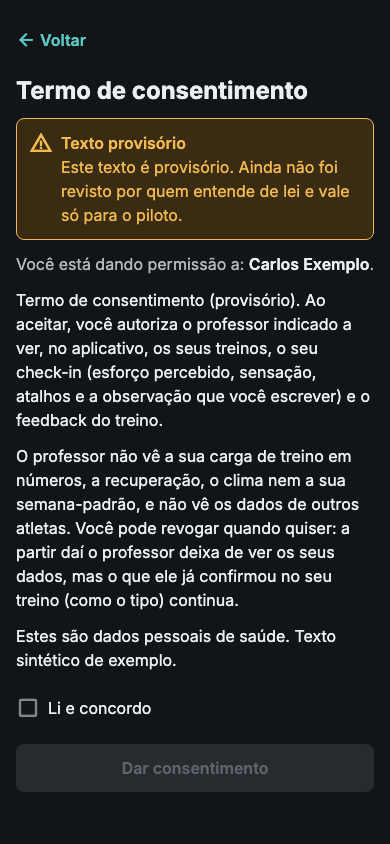 Voltar
Termo de consentimento
Texto provisório
Este texto é provisório. Ainda não foi
revisto por quem entende de lei e vale
só para o piloto.
Você está dando permissão a: Carlos Exemplo.
Termo de consentimento (provisório). Ao
aceitar, você autoriza o professor indicado a
ver, no aplicativo, os seus treinos, o seu
check-in (esforço percebido, sensação,
atalhos e a observação que você escrever) e o
feedback do treino.
O professor não vê a sua carga de treino em
números, a recuperação, o clima nem a sua
semana-padrão, e não vê os dados de outros
atletas. Você pode revogar quando quiser: a
partir daí o professor deixa de ver os seus
dados, mas o que ele já confirmou no seu
treino (como o tipo) continua.
Estes são dados pessoais de saúde. Texto
sintético de exemplo.
Li e concordo
Dar consentimento